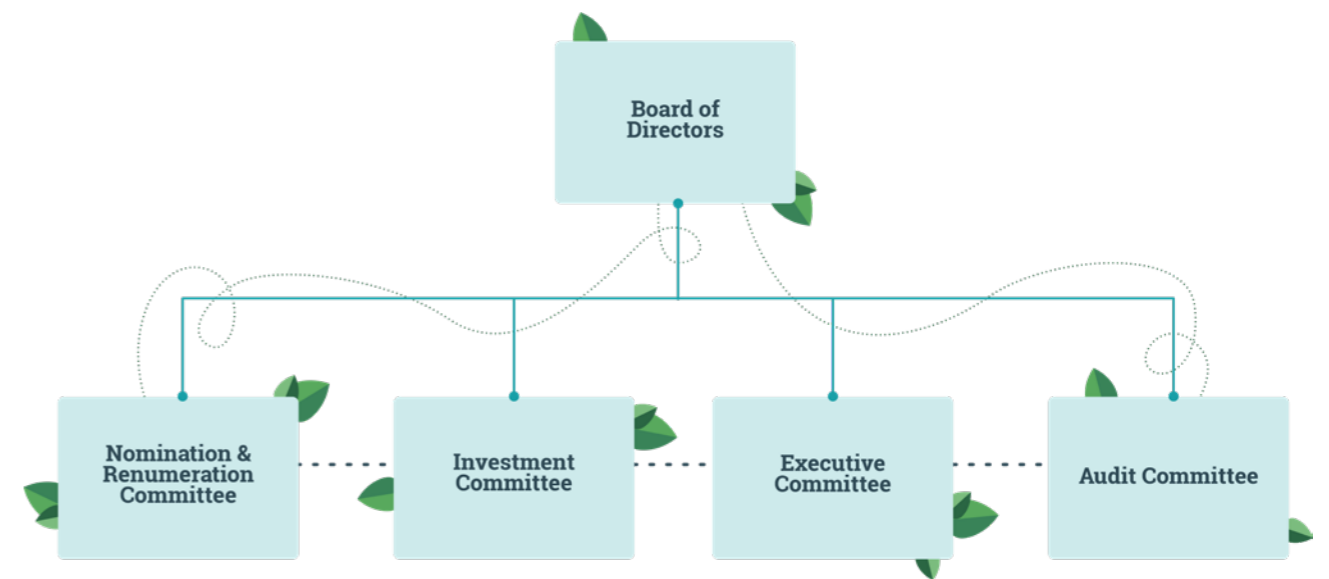 Board of
Directors
Nomination &
Renumeration
Committee
Investment
Committee
Executive
Committee
Audit Committee